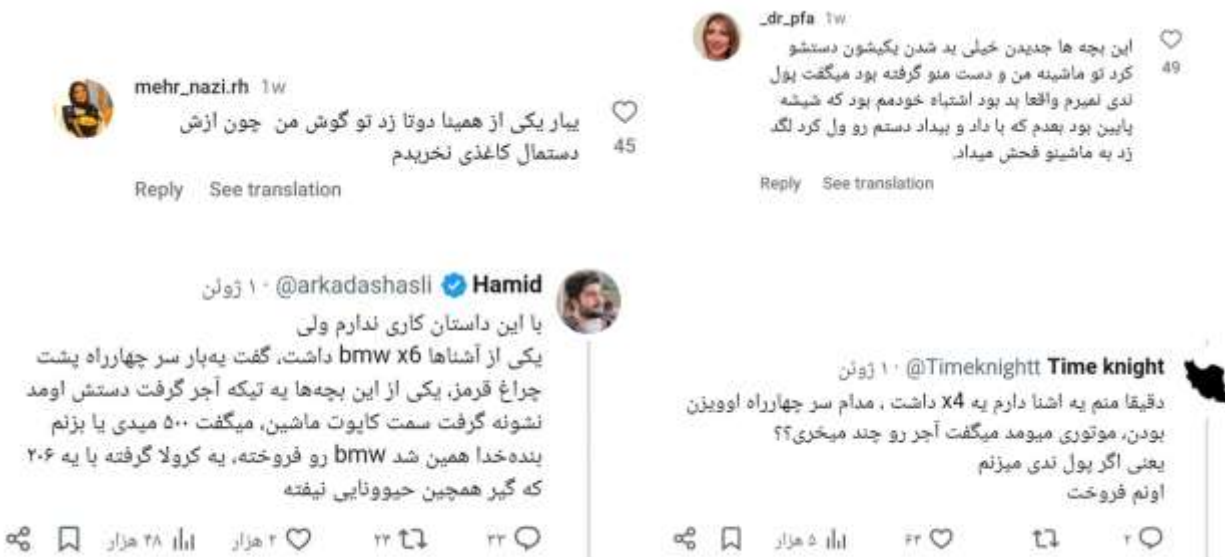 mehr_nazi.rh 1w
یبار یکی از همینا دوتا زد تو گوش من چون ازش
دستمال کاغذی نخریدم
45
Reply See translation
_dr_pfa 1w
این بچه ها جدیدن خیلی بد شدن یکیشون دستشو
کرد تو ماشینه من و دست منو گرفته بود میگفت پول
ندی نمیرم واقعا بد بود اشتباه خودمم بود که شیشه
پایین بود بعدم که با داد و بیداد دستم رو ول کرد لگد
زد به ماشینو فحش میداد.
49
Reply See translation
Hamid @arkadashasli · ۱۰ ژوئن
با این داستان کاری ندارم ولی
یکی از آشناها bmw x6 داشت، گفت یه‌بار سر چهارراه پشت
چراغ قرمز، یکی از این بچه‌ها یه تیکه آجر گرفت دستش اومد
نشونه گرفت سمت کاپوت ماشین، میگفت ۵۰۰ میدی یا بزنم
بنده‌خدا همین شد bmw رو فروخته، یه کرولا گرفته با یه ۲۰۶
که گیر همچین حیوونایی نیفته
۳۳ ۲۳ ۲ هزار ۴۸ هزار
Time knight @Timeknightt · ۱۰ ژوئن
دقیقا منم یه اشنا دارم یه x4 داشت ، مدام سر چهارراه اوویزن
بودن، موتوری میومد میگفت آجر رو چند میخری؟؟
یعنی اگر پول ندی میزنم
اونم فروخت
۲ ۶۲ ۵ هزار